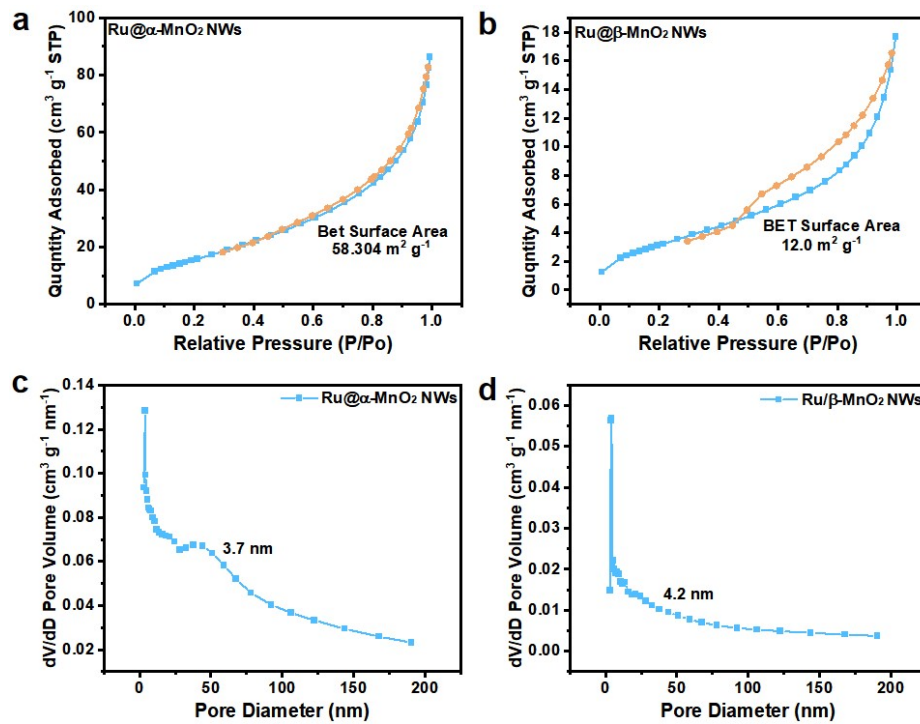 a
Ru@α-MnO₂ NWs
Quqntity Adsorbed (cm³ g⁻¹ STP)
100
80
60
40
20
0
Bet Surface Area
58.304 m² g⁻¹
0.0 0.2 0.4 0.6 0.8 1.0
Relative Pressure (P/Po)
b
Ru@β-MnO₂ NWs
Quqntity Adsorbed (cm³ g⁻¹ STP)
18
16
14
12
10
8
6
4
2
0
BET Surface Area
12.0 m² g⁻¹
0.0 0.2 0.4 0.6 0.8 1.0
Relative Pressure (P/Po)
c
Ru@α-MnO₂ NWs
dV/dD Pore Volume (cm³ g⁻¹ nm⁻¹)
0.14
0.12
0.10
0.08
0.06
0.04
0.02
3.7 nm
0 50 100 150 200
Pore Diameter (nm)
d
Ru/β-MnO₂ NWs
dV/dD Pore Volume (cm³ g⁻¹ nm⁻¹)
0.06
0.05
0.04
0.03
0.02
0.01
0.00
4.2 nm
0 50 100 150 200
Pore Diameter (nm)